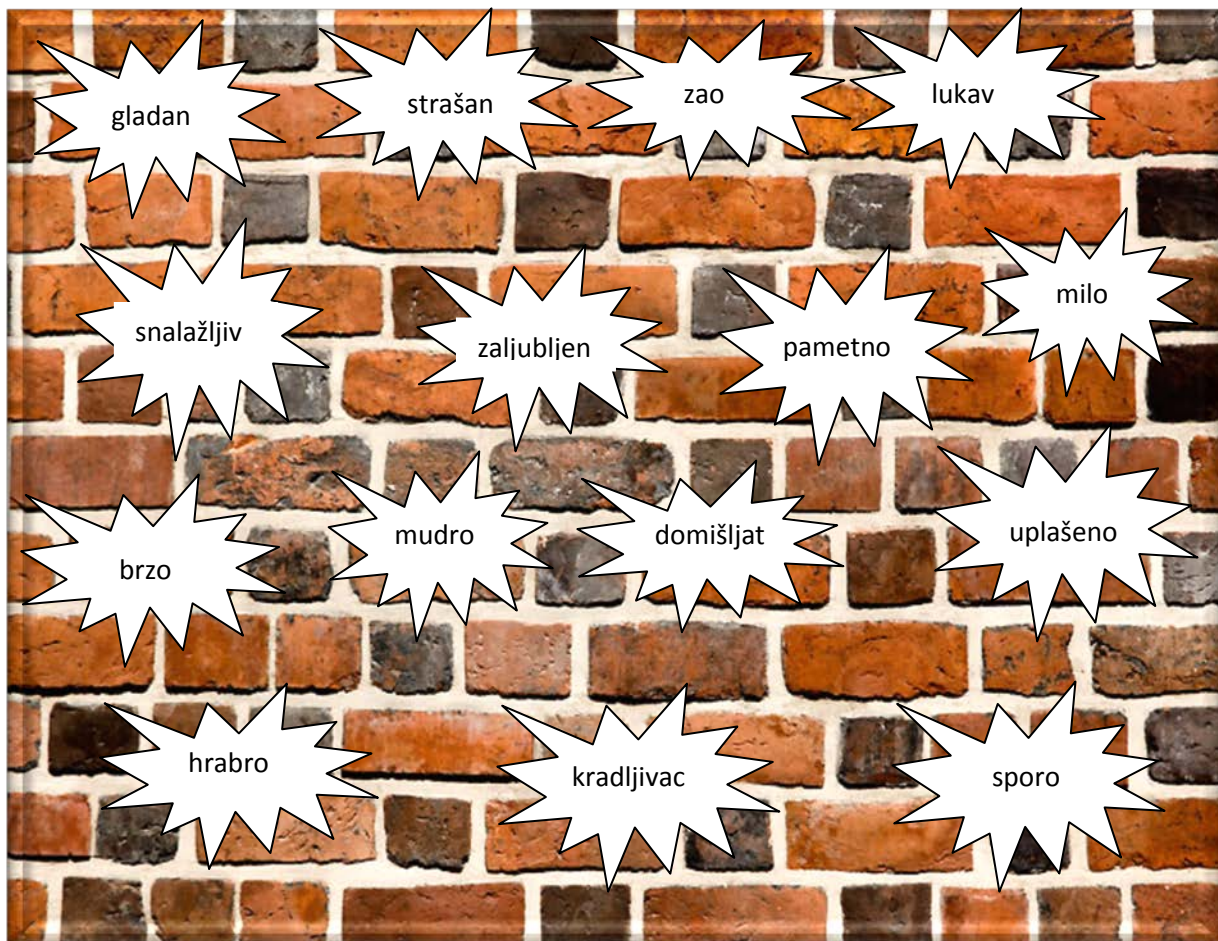 gladan
strašan
zao
lukav
snalažljiv
zaljubljen
pametno
milo
brzo
mudro
domišljat
uplašeno
hrabro
kradljivac
sporo